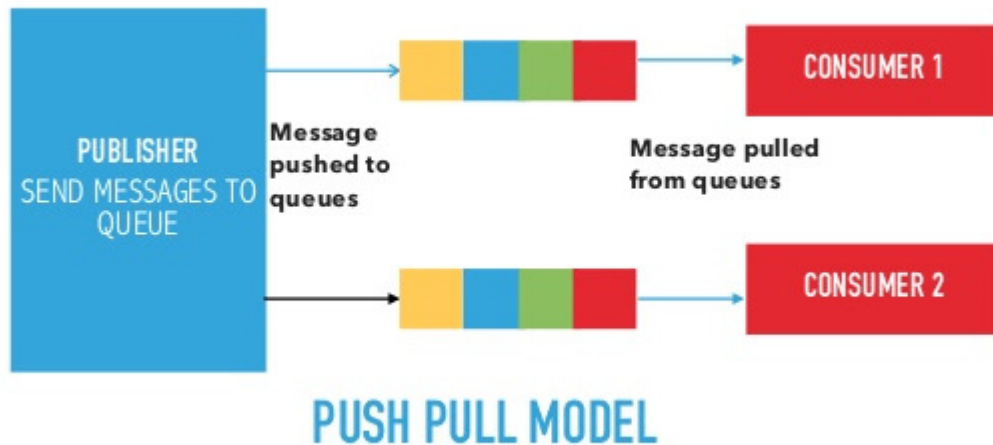 PUBLISHER
SEND MESSAGES TO
QUEUE
Message
pushed to
queues
CONSUMER 1
Message pulled
from queues
CONSUMER 2
PUSH PULL MODEL